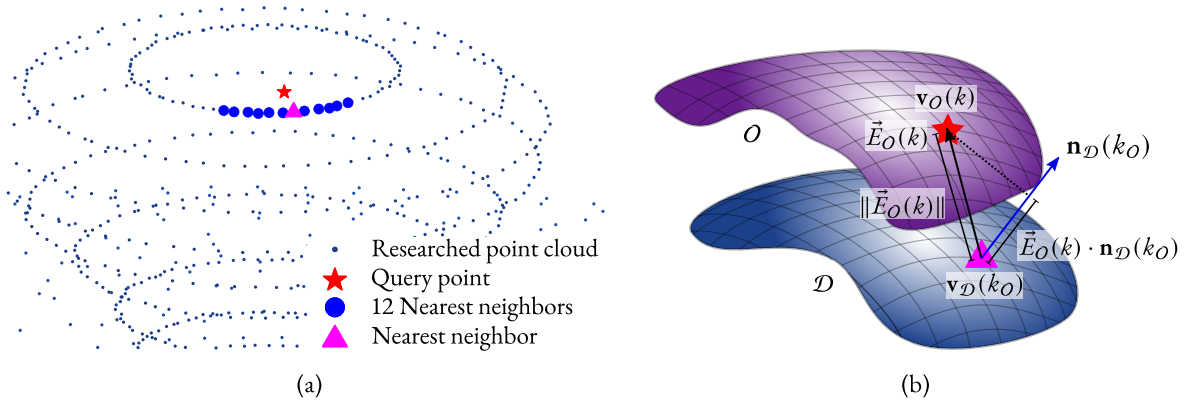 Researched point cloud
Query point
12 Nearest neighbors
Nearest neighbor
(a)
𝐯_𝑂(𝑘)
𝐸⃗_𝑂(𝑘)
𝑂
𝐧_𝒟(𝑘_𝑂)
‖𝐸⃗_𝑂(𝑘)‖
𝐸⃗_𝑂(𝑘) · 𝐧_𝒟(𝑘_𝑂)
𝐯_𝒟(𝑘_𝑂)
𝒟
(b)